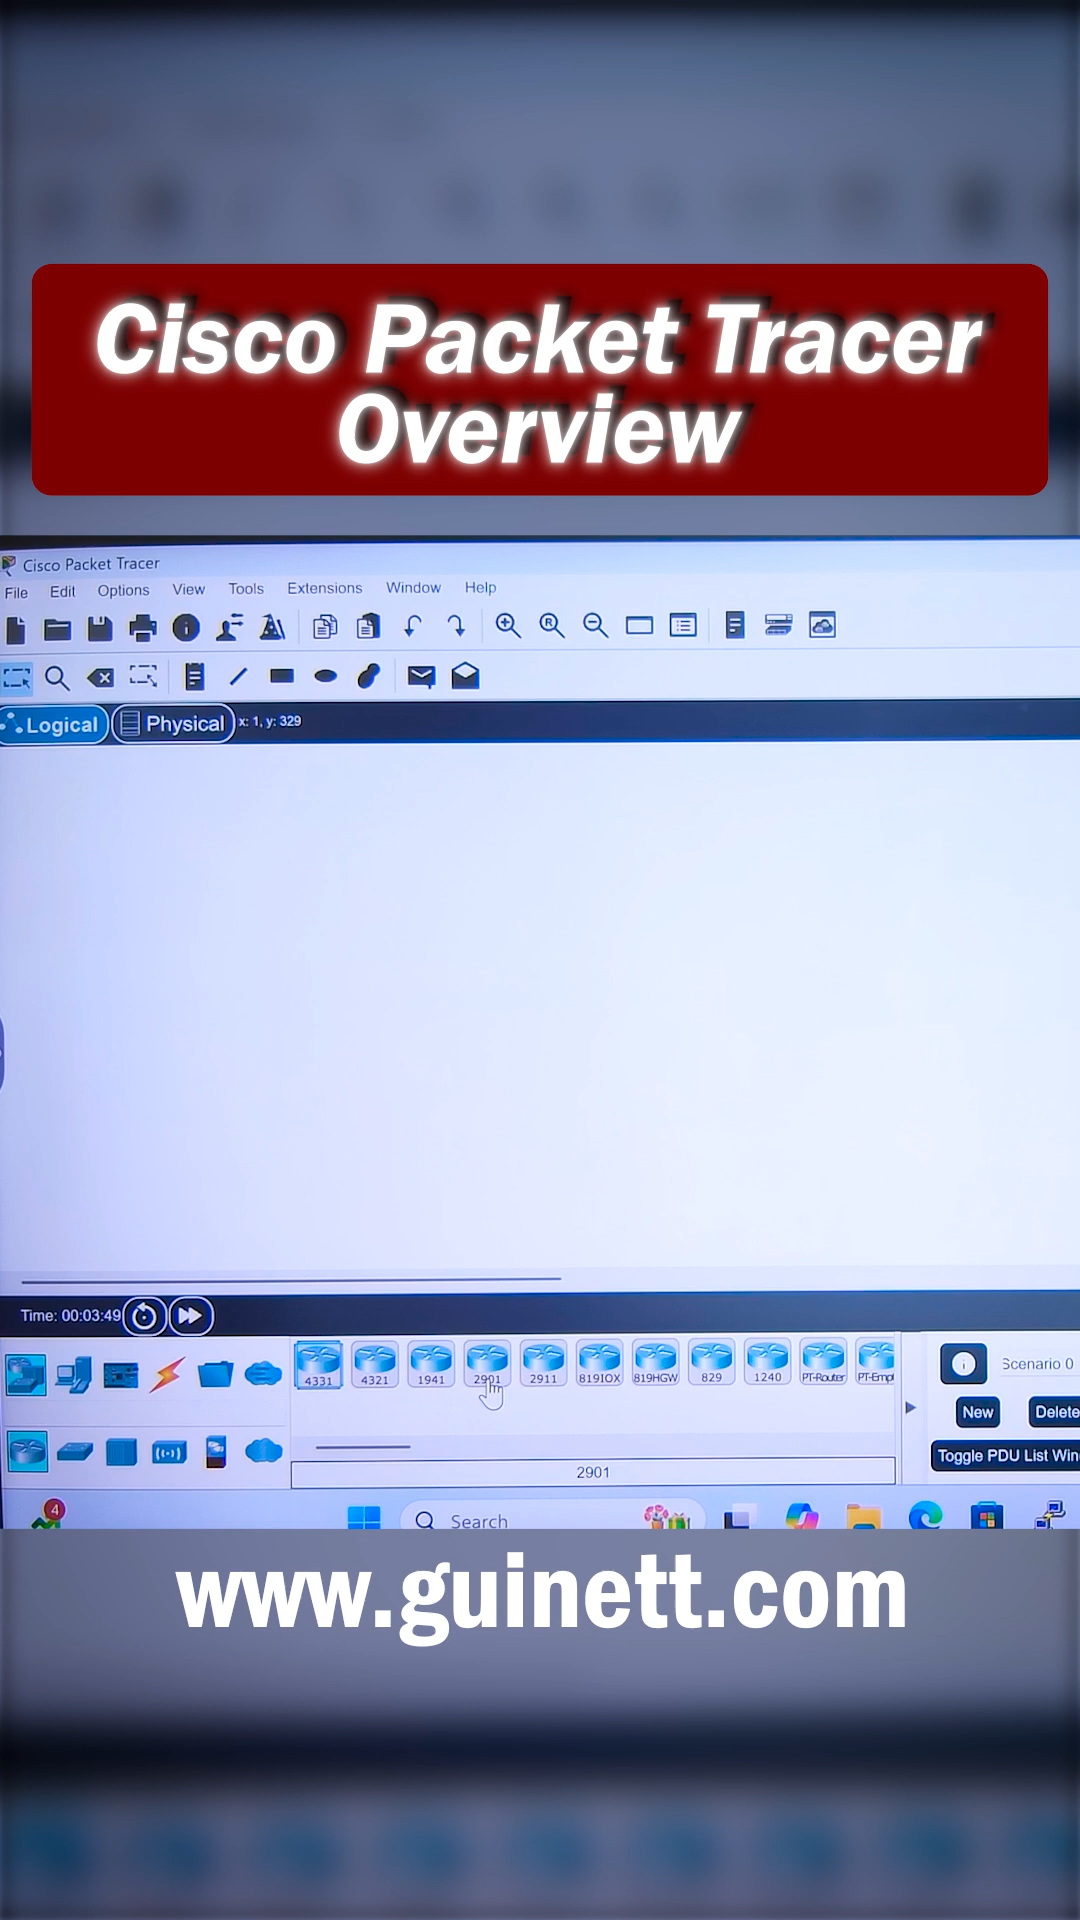 Cisco Packet Tracer
Overview
Cisco Packet Tracer
File Edit Options View Tools Extensions Window Help
Logical Physical x: 1, y: 329
Time: 00:03:49
4331 4321 1941 2901 2911 819IOX 819HGW 829 1240 PT-Router PT-Empt
Scenario 0
New Delete
Toggle PDU List Win
2901
4
Search
www.guinett.com